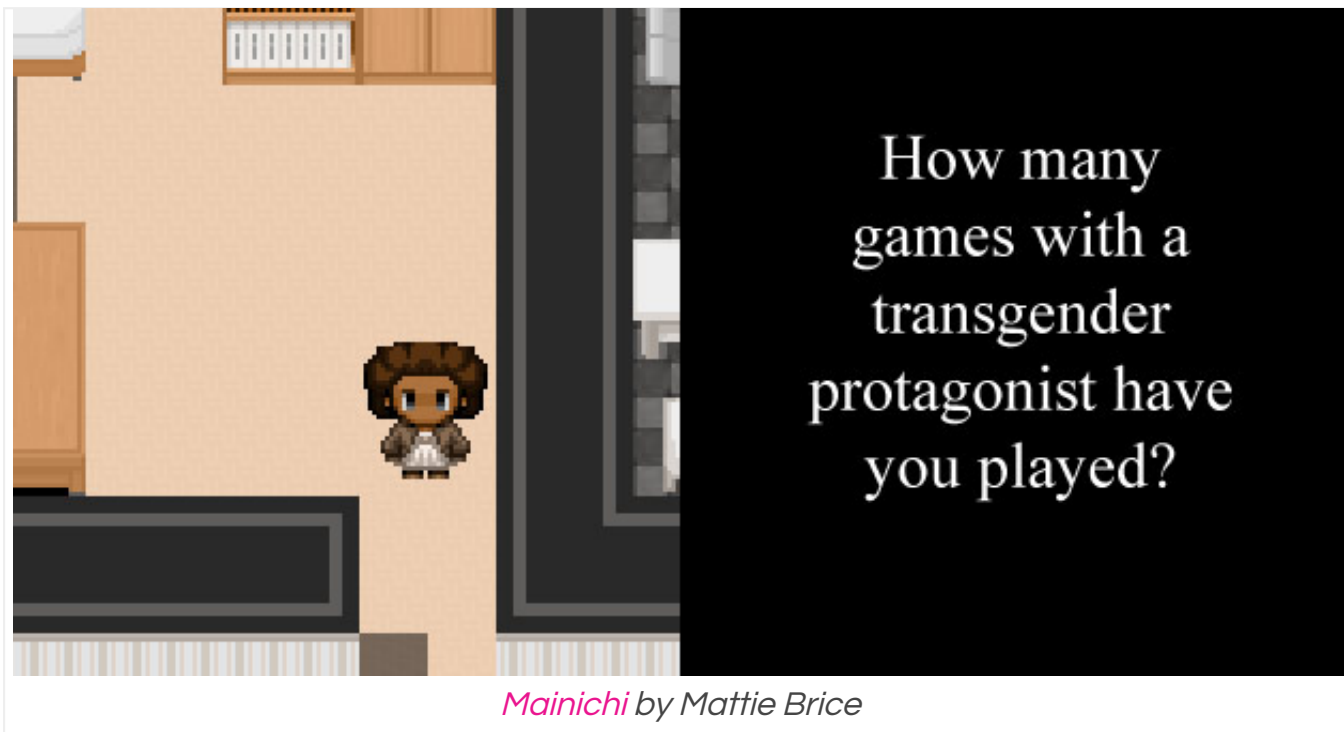 How many
games with a
transgender
protagonist have
you played?
Mainichi by Mattie Brice